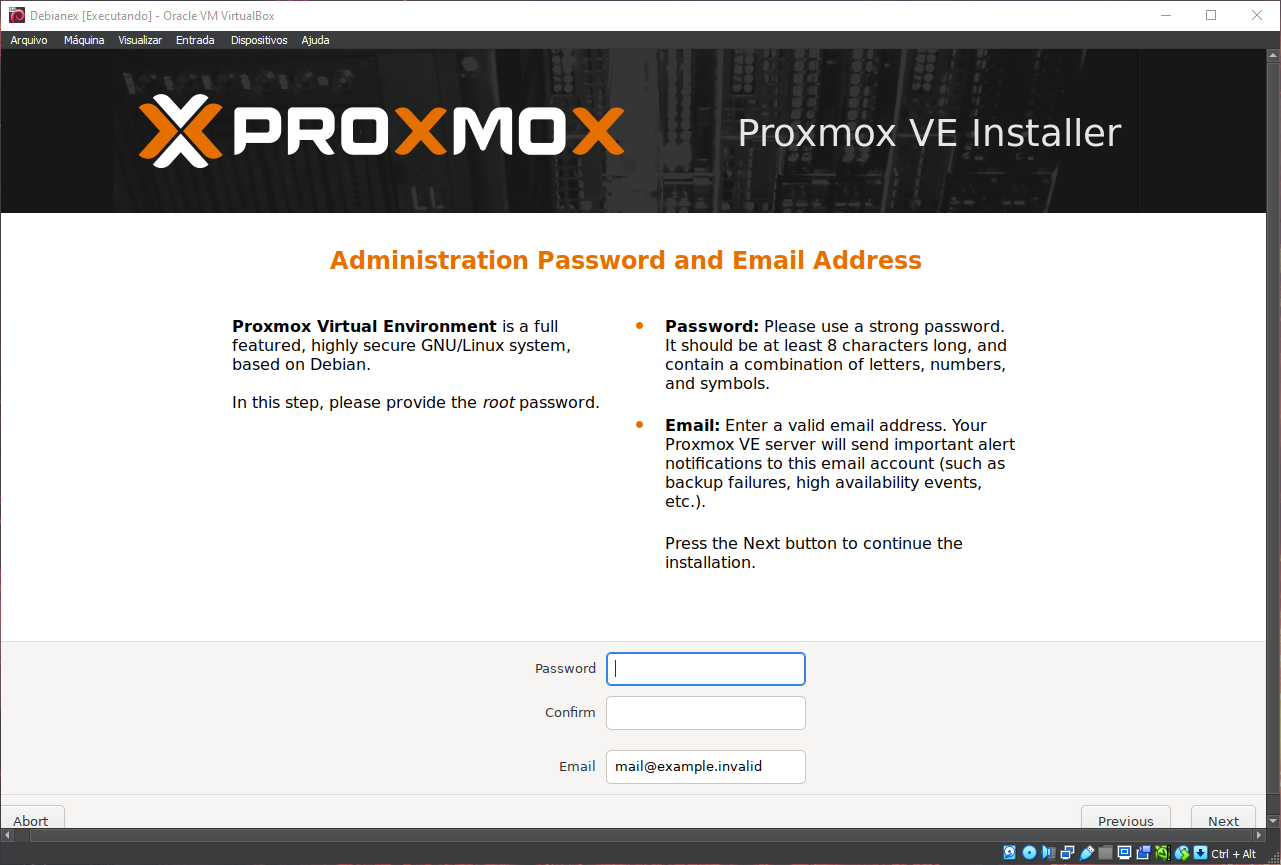 Debianex [Executando] - Oracle VM VirtualBox
Arquivo Máquina Visualizar Entrada Dispositivos Ajuda
PROXMOX
Proxmox VE Installer
LL
Administration Password and Email Address
Proxmox Virtual Environment is a full
featured, highly secure GNU/Linux system,
based on Debian.
In this step, please provide the root password.
Password: Please use a strong password.
It should be at least 8 characters long, and
contain a combination of letters, numbers,
and symbols.
Email: Enter a valid email address. Your
Proxmox VE server will send important alert
notifications to this email account (such as
backup failures, high availability events,
etc.).
Press the Next button to continue the
installation.
Password
Confirm
Email mail@example.invalid
Abort Previous Next
Ctrl + Alt